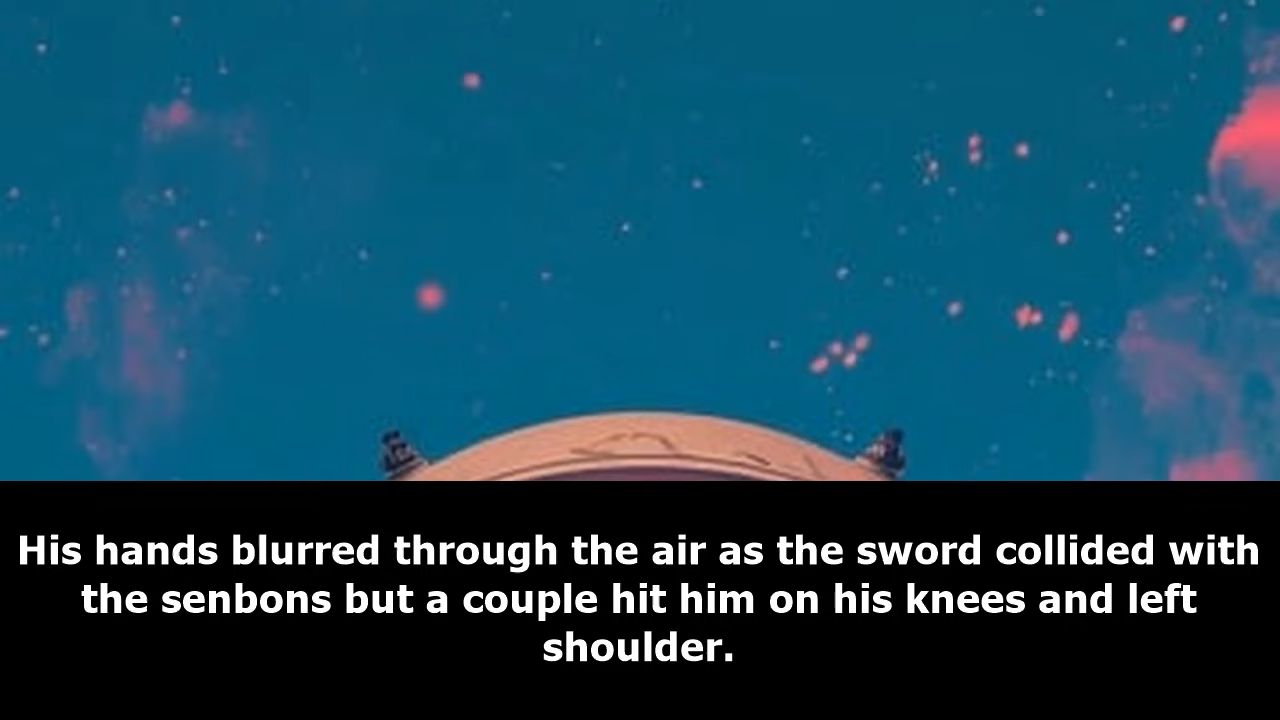 His hands blurred through the air as the sword collided with
the senbons but a couple hit him on his knees and left
shoulder.